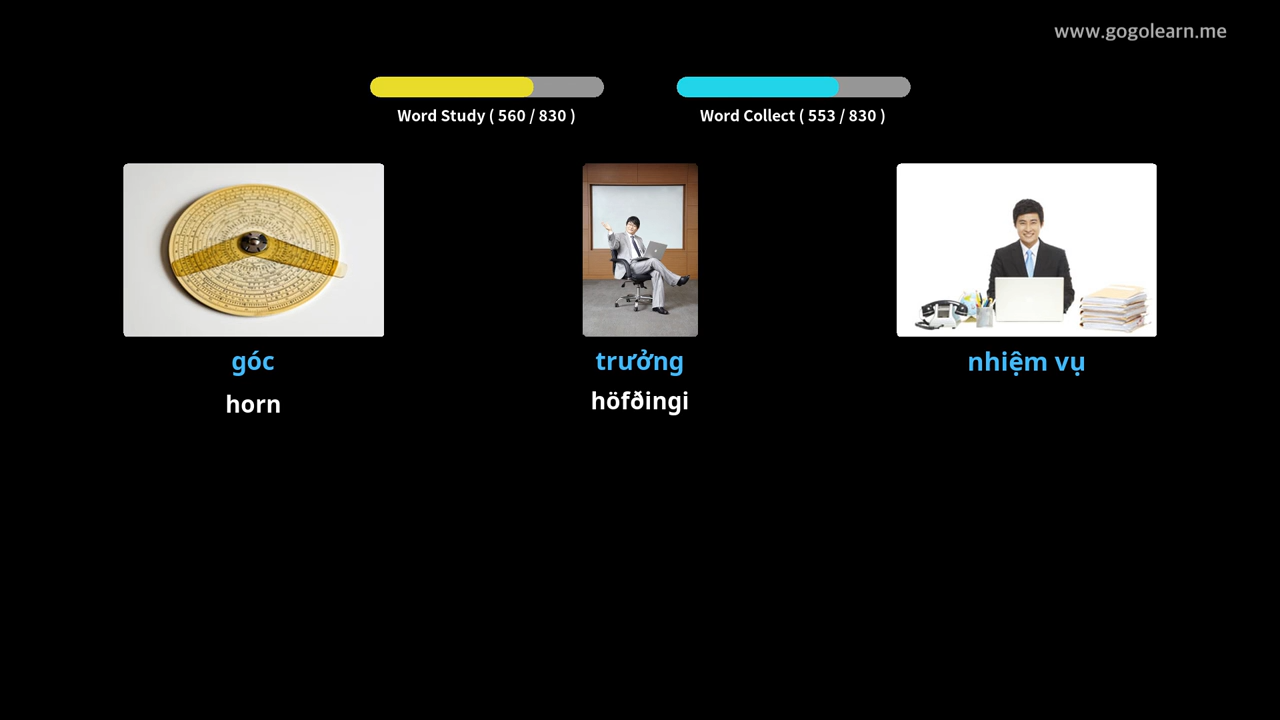 www.gogolearn.me
Word Study ( 560 / 830 )
Word Collect ( 553 / 830 )
góc
trưởng
nhiệm vụ
horn
höfðingi